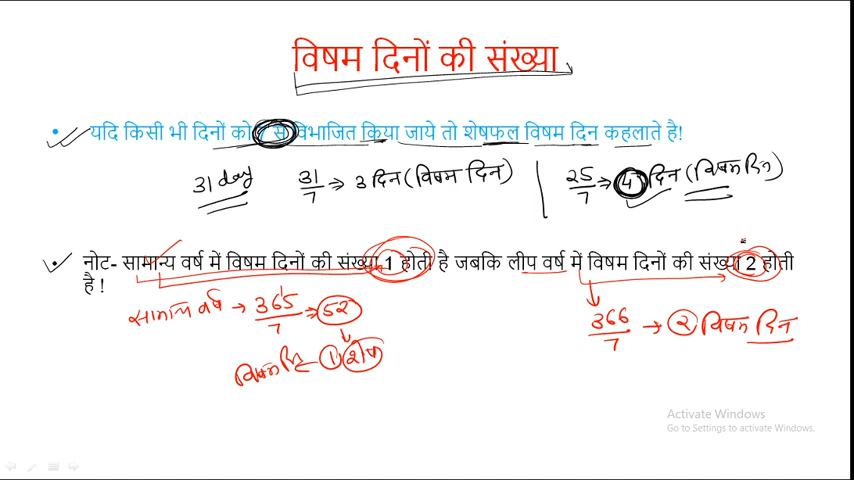 विषम दिनों की संख्या
• यदि किसी भी दिनों को 7 से विभाजित किया जाये तो शेषफल विषम दिन कहलाते है!
31 day 31/7 ⇒ 3 दिन (विषम दिन) 25/7 ⇒ 4 दिन (विषम दिन)
• नोट- सामान्य वर्ष में विषम दिनों की संख्या 1 होती है जबकि लीप वर्ष में विषम दिनों की संख्या 2 होती
है !
सामान्य वर्ष → 365/7 ⇒ 52
366/7 → 2 विषम दिन
विषम दिन ← 1 शेष
Activate Windows
Go to Settings to activate Windows.